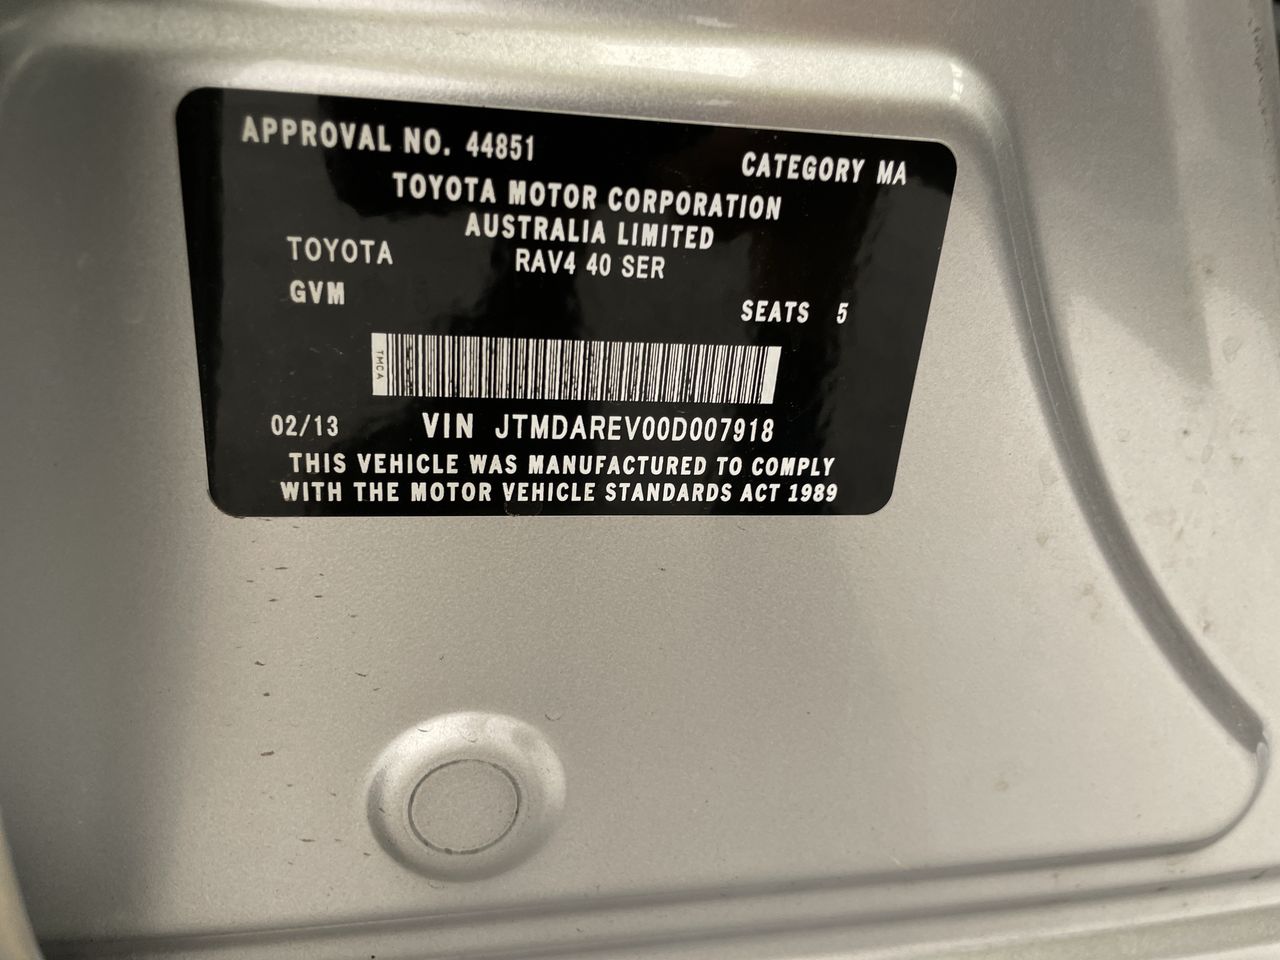 APPROVAL NO. 44851 CATEGORY MA
TOYOTA MOTOR CORPORATION
AUSTRALIA LIMITED
TOYOTA RAV4 40 SER
GVM SEATS 5
TMCA
02/13 VIN JTMDAREV00D007918
THIS VEHICLE WAS MANUFACTURED TO COMPLY
WITH THE MOTOR VEHICLE STANDARDS ACT 1989